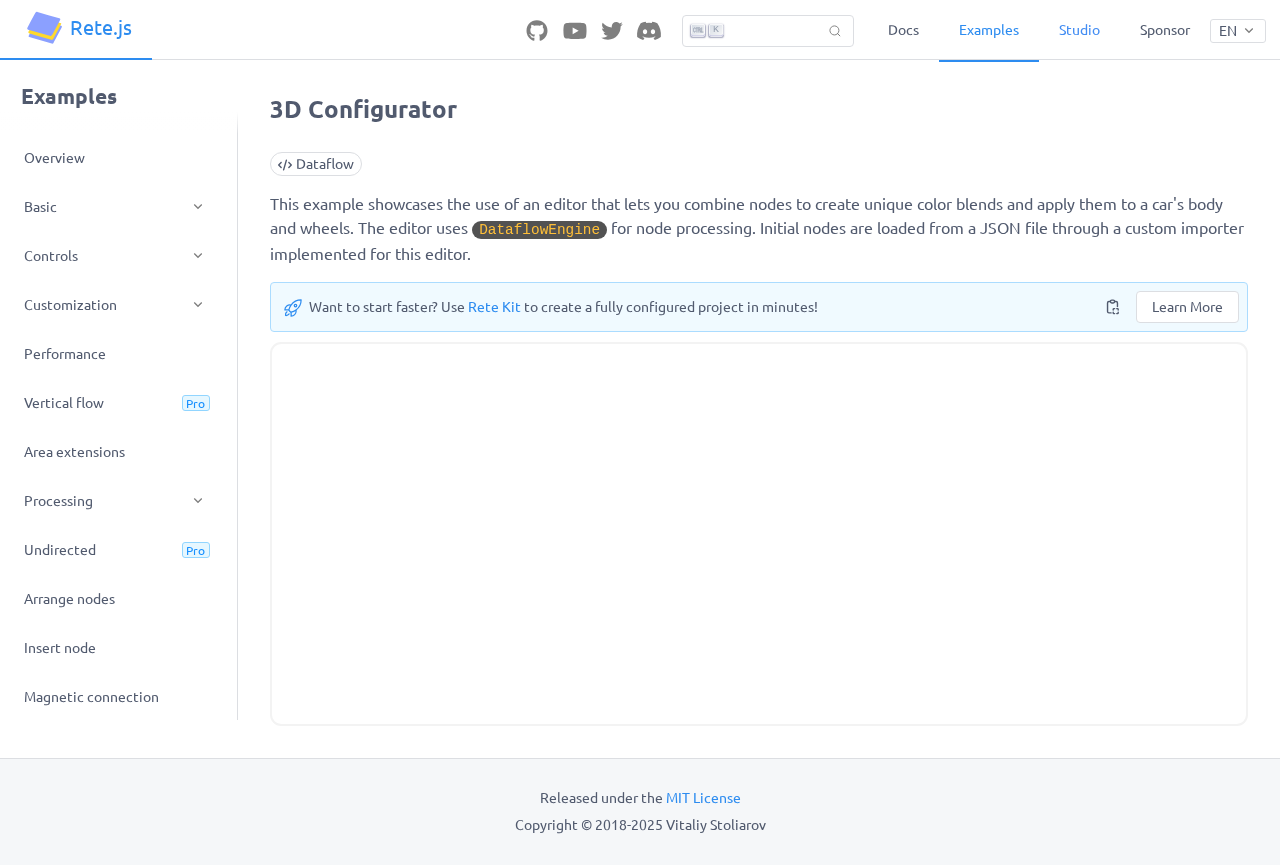 Rete.js
K
Docs
Examples
Studio
Sponsor
EN
Examples
Overview
Basic
Controls
Customization
Performance
Vertical flow Pro
Area extensions
Processing
Undirected Pro
Arrange nodes
Insert node
Magnetic connection
3D Configurator
Dataflow
This example showcases the use of an editor that lets you combine nodes to create unique color blends and apply them to a car's body
and wheels. The editor uses DataflowEngine for node processing. Initial nodes are loaded from a JSON file through a custom importer
implemented for this editor.
Want to start faster? Use Rete Kit to create a fully configured project in minutes!
Learn More
Released under the MIT License
Copyright © 2018-2025 Vitaliy Stoliarov